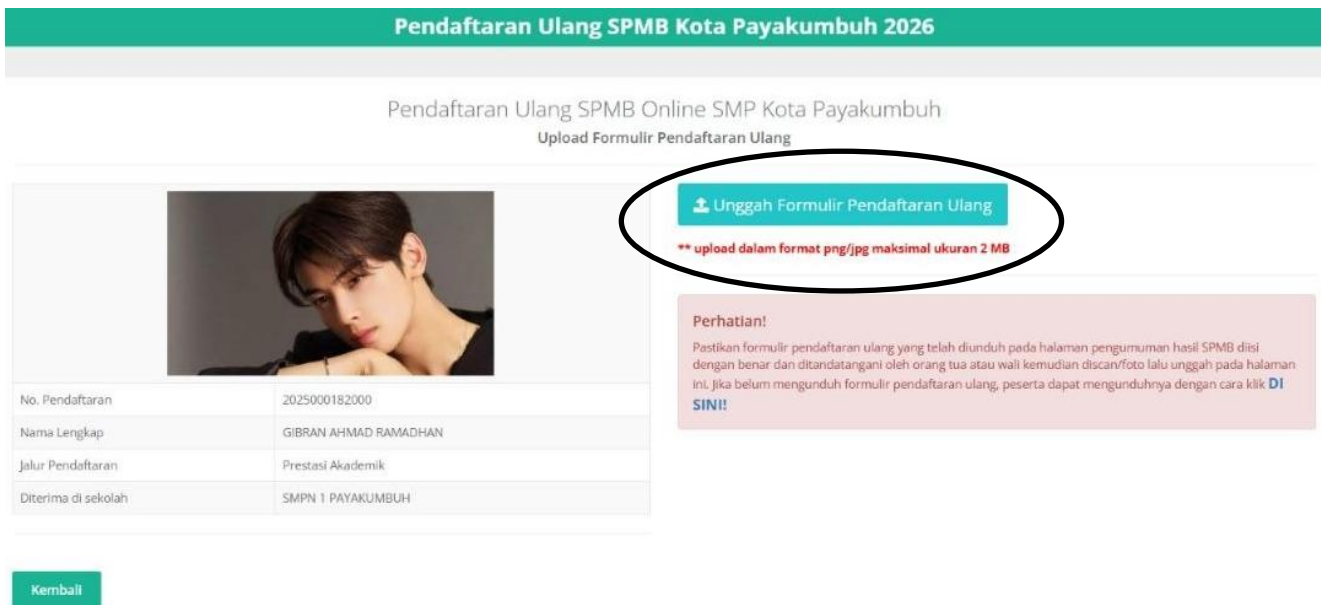 Pendaftaran Ulang SPMB Kota Payakumbuh 2026
Pendaftaran Ulang SPMB Online SMP Kota Payakumbuh
Upload Formulir Pendaftaran Ulang
Unggah Formulir Pendaftaran Ulang
** upload dalam format png/jpg maksimal ukuran 2 MB
Perhatian!
Pastikan formulir pendaftaran ulang yang telah diunduh pada halaman pengumuman hasil SPMB diisi
dengan benar dan ditandatangani oleh orang tua atau wali kemudian discan/foto lalu unggah pada halaman
ini. Jika belum mengunduh formulir pendaftaran ulang, peserta dapat mengunduhnya dengan cara klik DI
SINI!
No. Pendaftaran 2025000182000
Nama Lengkap GIBRAN AHMAD RAMADHAN
Jalur Pendaftaran Prestasi Akademik
Diterima di sekolah SMPN 1 PAYAKUMBUH
Kembali